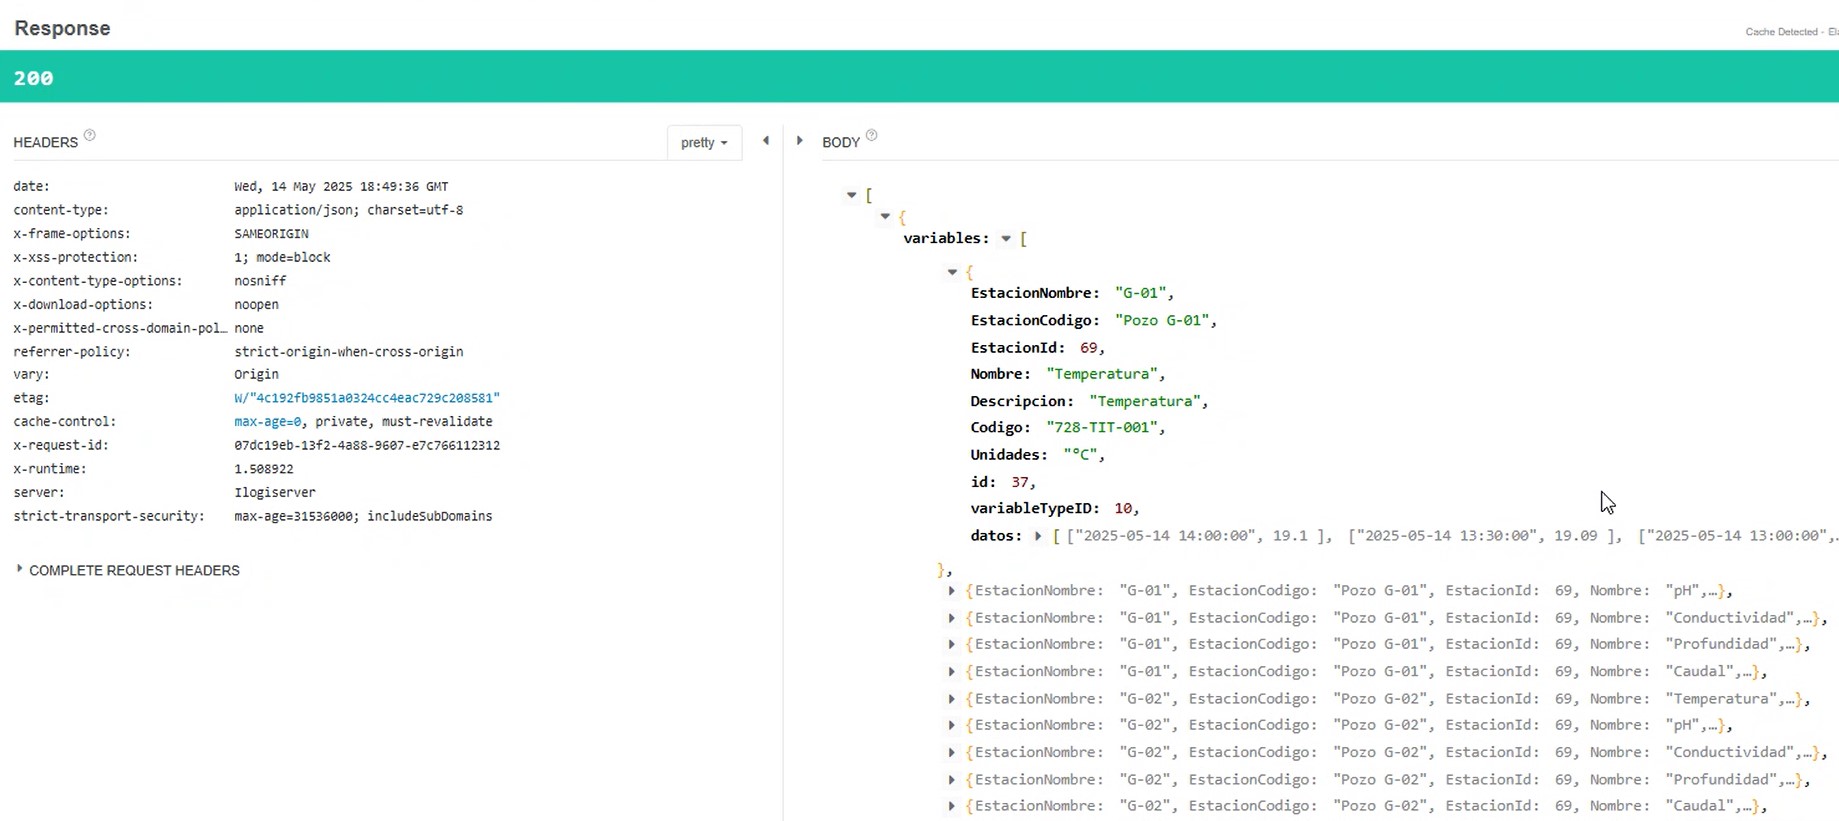 Response
Cache Detected -
200
HEADERS ?
pretty
BODY ?
date: Wed, 14 May 2025 18:49:36 GMT
content-type: application/json; charset=utf-8
x-frame-options: SAMEORIGIN
x-xss-protection: 1; mode=block
x-content-type-options: nosniff
x-download-options: noopen
x-permitted-cross-domain-pol… none
referrer-policy: strict-origin-when-cross-origin
vary: Origin
etag: W/"4c192fb9851a0324cc4eac729c208581"
cache-control: max-age=0, private, must-revalidate
x-request-id: 07dc19eb-13f2-4a88-9607-e7c766112312
x-runtime: 1.508922
server: Ilogiserver
strict-transport-security: max-age=31536000; includeSubDomains
COMPLETE REQUEST HEADERS
[
{
variables: [
{
EstacionNombre: "G-01",
EstacionCodigo: "Pozo G-01",
EstacionId: 69,
Nombre: "Temperatura",
Descripcion: "Temperatura",
Codigo: "728-TIT-001",
Unidades: "°C",
id: 37,
variableTypeID: 10,
datos: [ ["2025-05-14 14:00:00", 19.1 ], ["2025-05-14 13:30:00", 19.09 ], ["2025-05-14 13:00:00",…
},
{EstacionNombre: "G-01", EstacionCodigo: "Pozo G-01", EstacionId: 69, Nombre: "pH",…},
{EstacionNombre: "G-01", EstacionCodigo: "Pozo G-01", EstacionId: 69, Nombre: "Conductividad",…},
{EstacionNombre: "G-01", EstacionCodigo: "Pozo G-01", EstacionId: 69, Nombre: "Profundidad",…},
{EstacionNombre: "G-01", EstacionCodigo: "Pozo G-01", EstacionId: 69, Nombre: "Caudal",…},
{EstacionNombre: "G-02", EstacionCodigo: "Pozo G-02", EstacionId: 69, Nombre: "Temperatura",…},
{EstacionNombre: "G-02", EstacionCodigo: "Pozo G-02", EstacionId: 69, Nombre: "pH",…},
{EstacionNombre: "G-02", EstacionCodigo: "Pozo G-02", EstacionId: 69, Nombre: "Conductividad",…},
{EstacionNombre: "G-02", EstacionCodigo: "Pozo G-02", EstacionId: 69, Nombre: "Profundidad",…},
{EstacionNombre: "G-02", EstacionCodigo: "Pozo G-02", EstacionId: 69, Nombre: "Caudal",…},